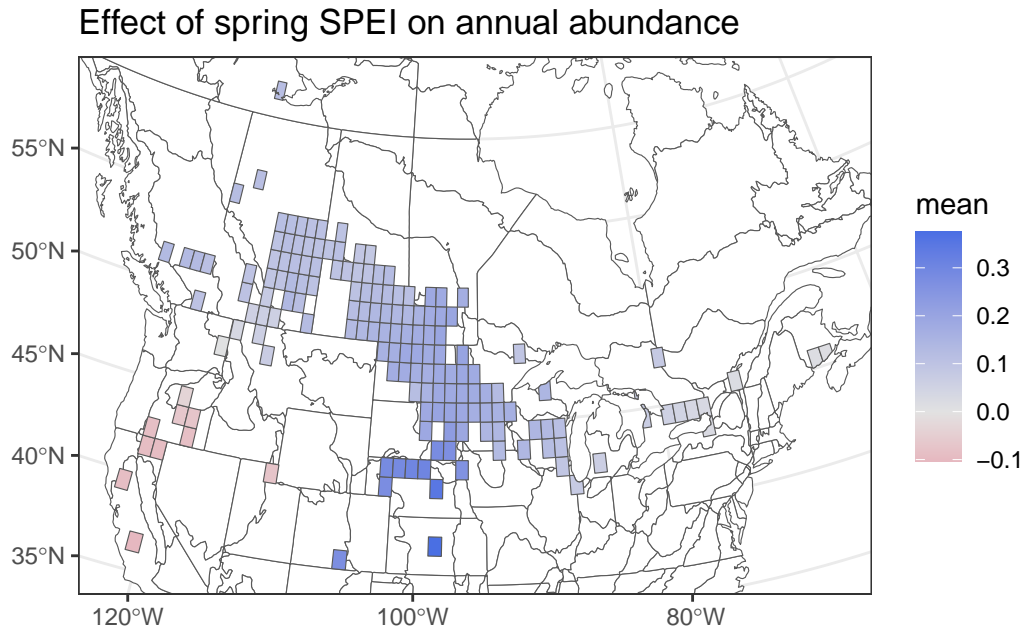 Effect of spring SPEI on annual abundance
55°N
50°N
45°N
40°N
35°N
120°W
100°W
80°W
mean
0.3
0.2
0.1
0.0
−0.1